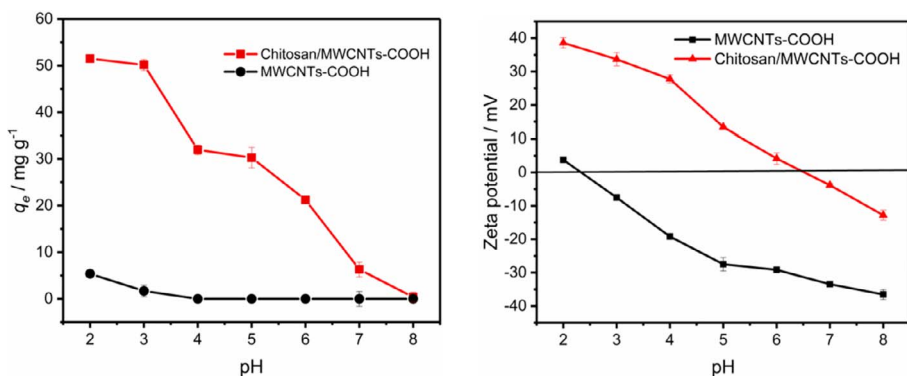 60
50
40
30
20
10
0
qₑ / mg g⁻¹
Chitosan/MWCNTs-COOH
MWCNTs-COOH
2 3 4 5 6 7 8
pH
40
30
20
10
0
-10
-20
-30
-40
Zeta potential / mV
MWCNTs-COOH
Chitosan/MWCNTs-COOH
2 3 4 5 6 7 8
pH